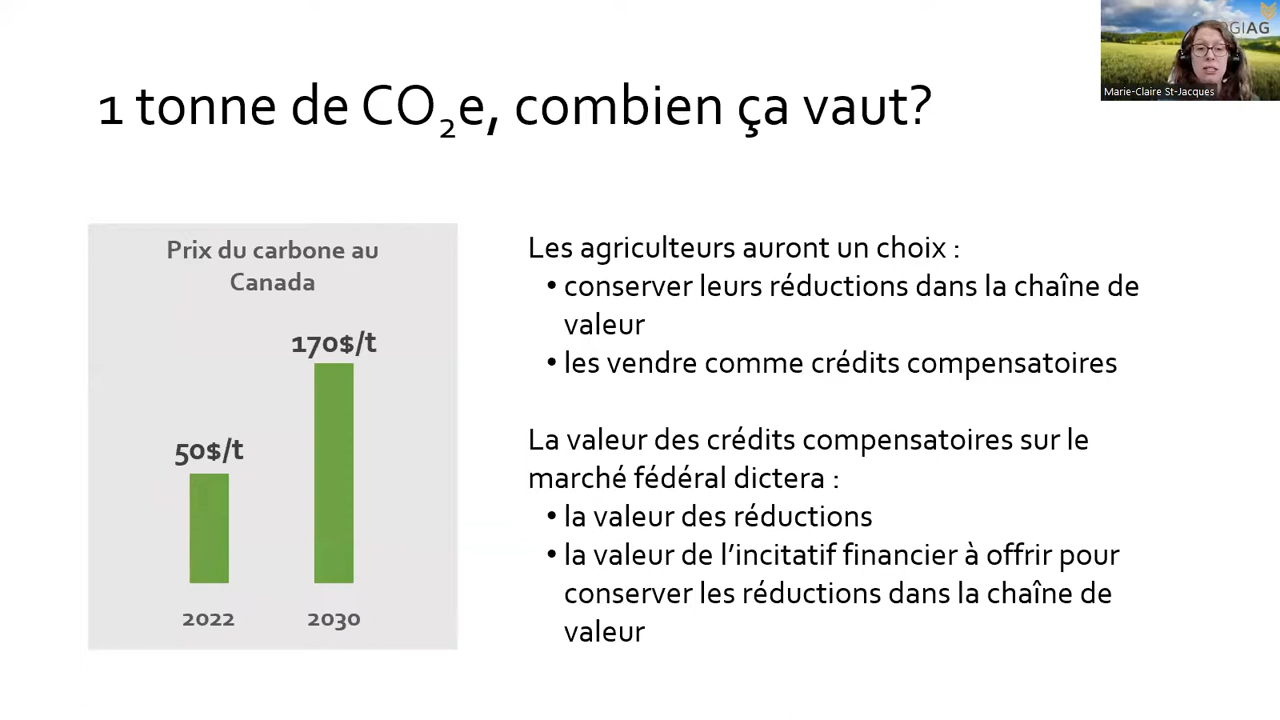 1 tonne de CO₂e, combien ça vaut?
Marie-Claire St-Jacques
Prix du carbone au
Canada
170$/t
50$/t
2022
2030
Les agriculteurs auront un choix :
• conserver leurs réductions dans la chaîne de
valeur
• les vendre comme crédits compensatoires
La valeur des crédits compensatoires sur le
marché fédéral dictera :
• la valeur des réductions
• la valeur de l’incitatif financier à offrir pour
conserver les réductions dans la chaîne de
valeur